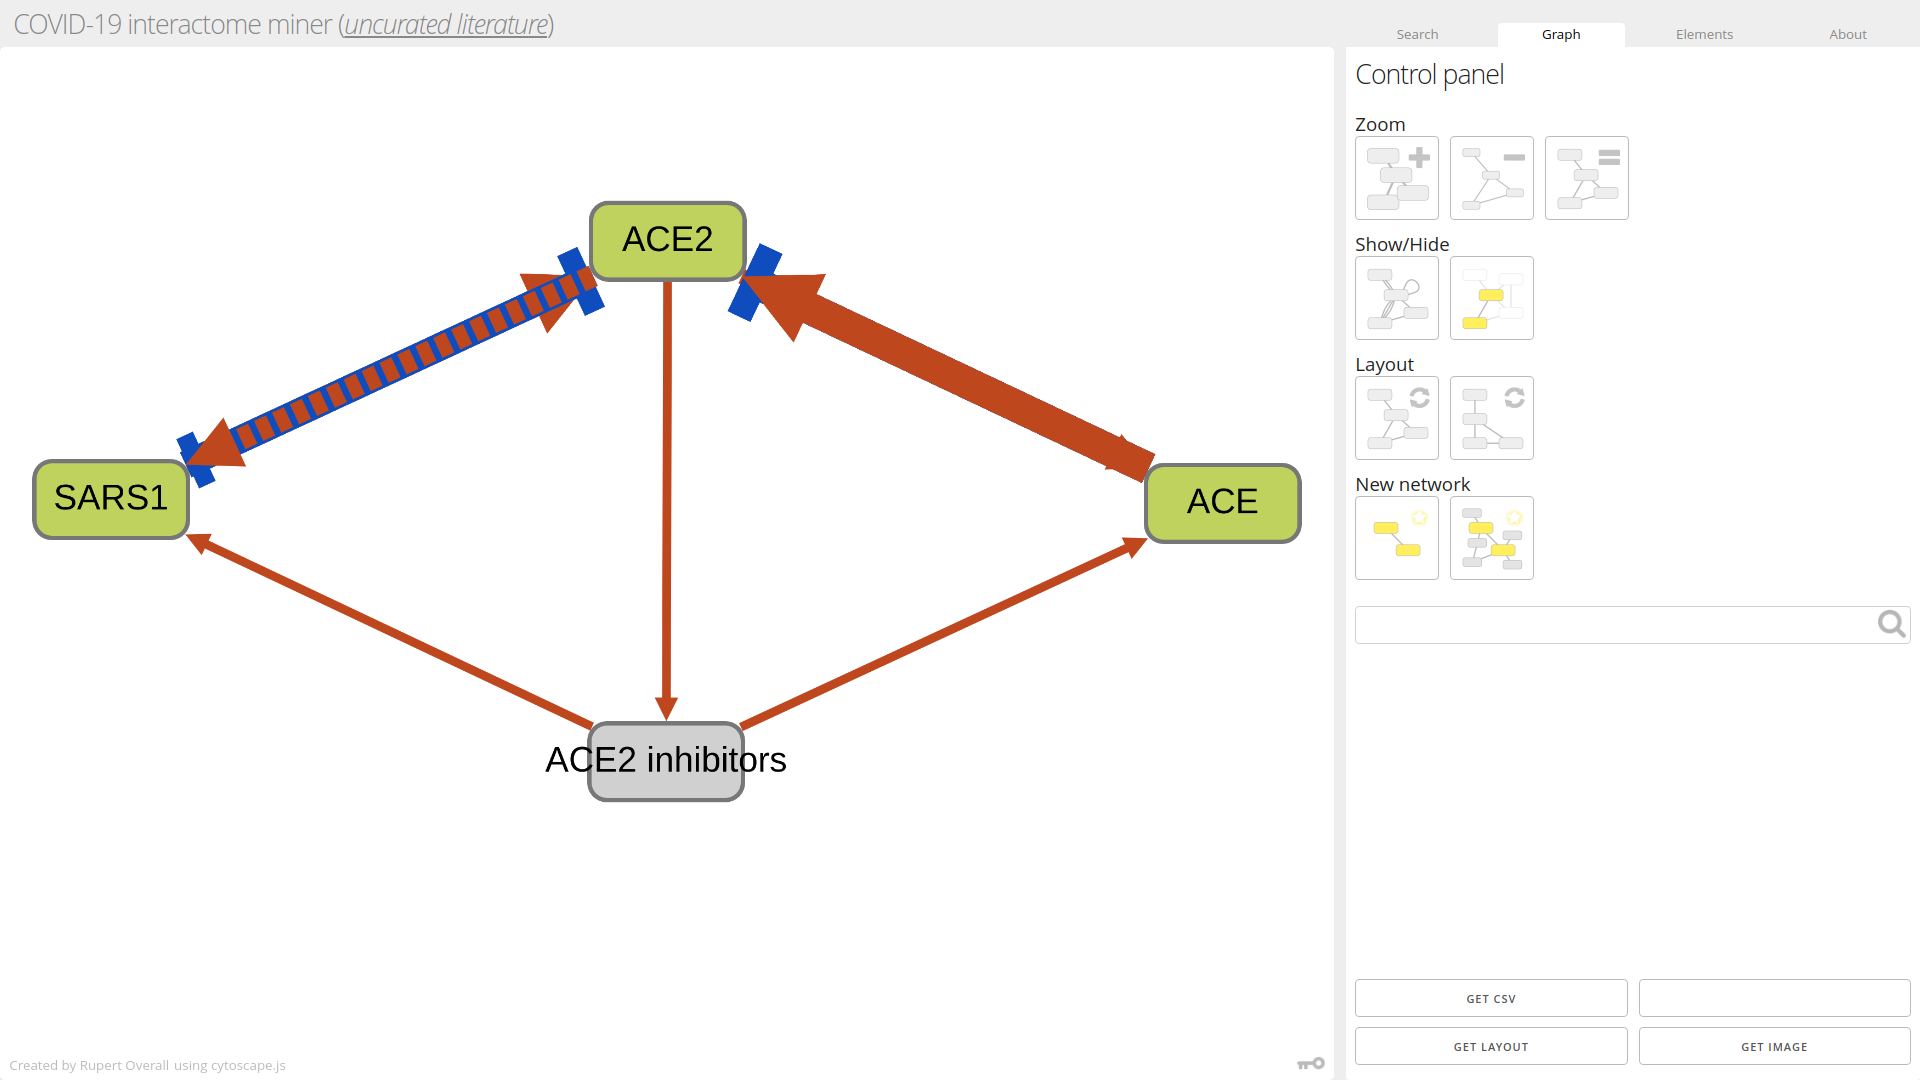 COVID-19 interactome miner (uncurated literature)
Search
Graph
Elements
About
Control panel
Zoom
Show/Hide
Layout
New network
ACE2
SARS1
ACE
ACE2 inhibitors
GET CSV
GET LAYOUT
GET IMAGE
Created by Rupert Overall using cytoscape.js